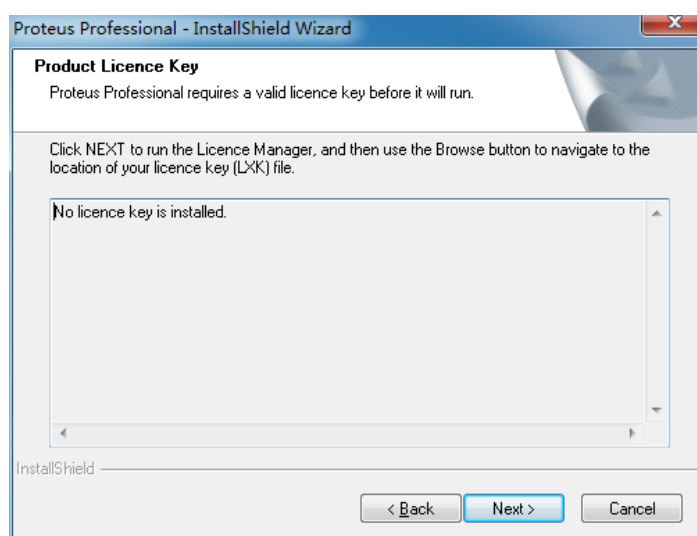 Proteus Professional - InstallShield Wizard
Product Licence Key
Proteus Professional requires a valid licence key before it will run.
Click NEXT to run the Licence Manager, and then use the Browse button to navigate to the
location of your licence key (LXK) file.
No licence key is installed.
InstallShield
< Back Next > Cancel